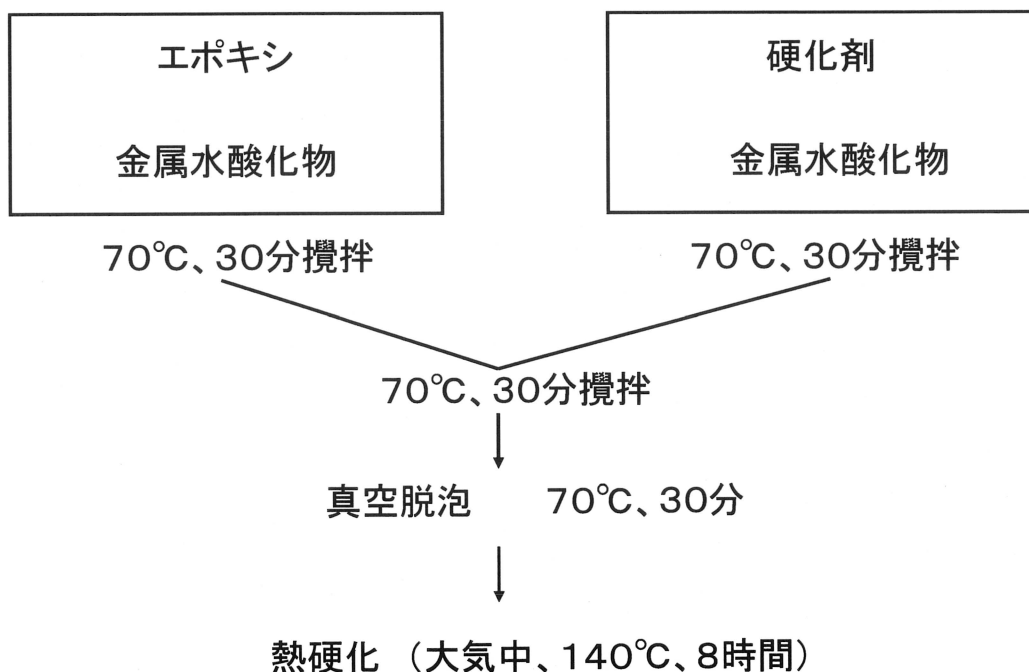 エポキシ
金属水酸化物
70℃、30分攪拌
硬化剤
金属水酸化物
70℃、30分攪拌
70℃、30分攪拌
真空脱泡 70℃、30分
熱硬化 (大気中、140℃、8時間)